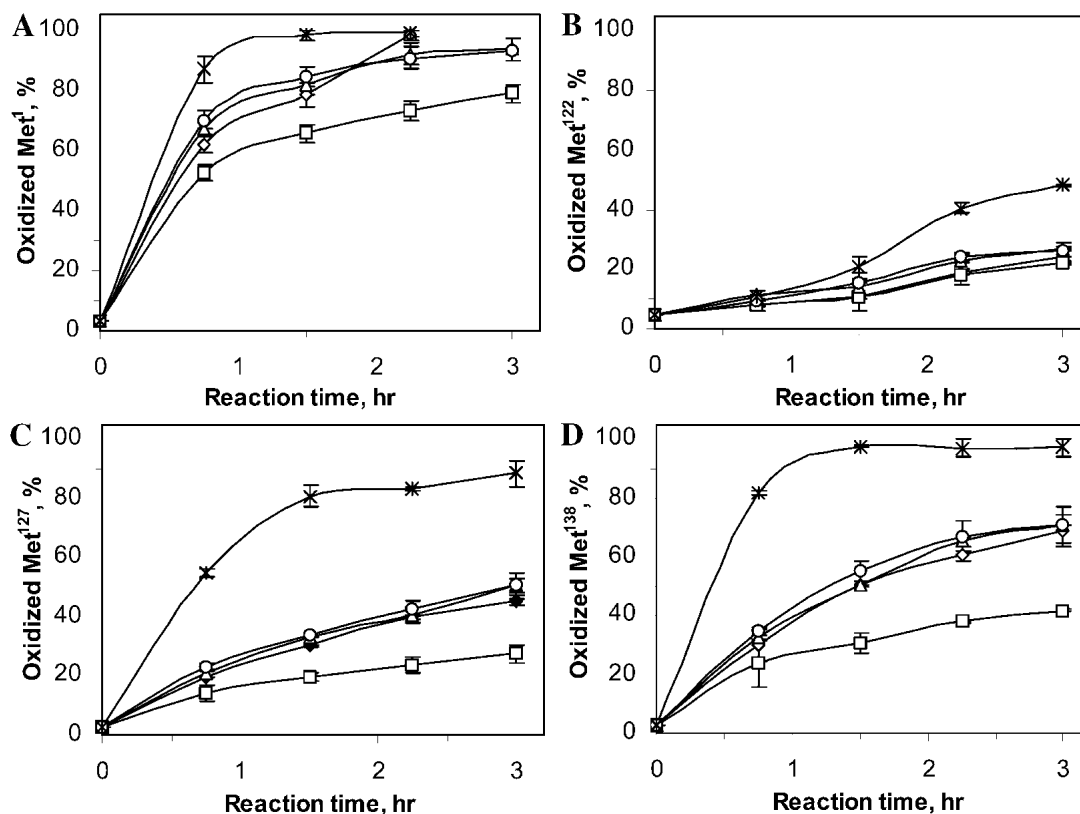 A
100
80
60
40
20
0
Oxidized Met¹, %
0 1 2 3
Reaction time, hr
B
100
80
60
40
20
0
Oxidized Met¹²², %
0 1 2 3
Reaction time, hr
C
100
80
60
40
20
0
Oxidized Met¹²⁷, %
0 1 2 3
Reaction time, hr
D
100
80
60
40
20
0
Oxidized Met¹³⁸, %
0 1 2 3
Reaction time, hr